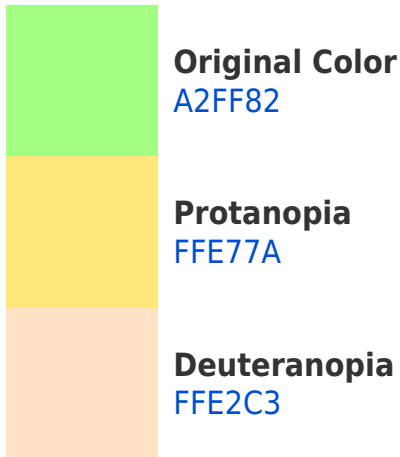 Original Color
A2FF82
Protanopia
FFE77A
Deuteranopia
FFE2C3